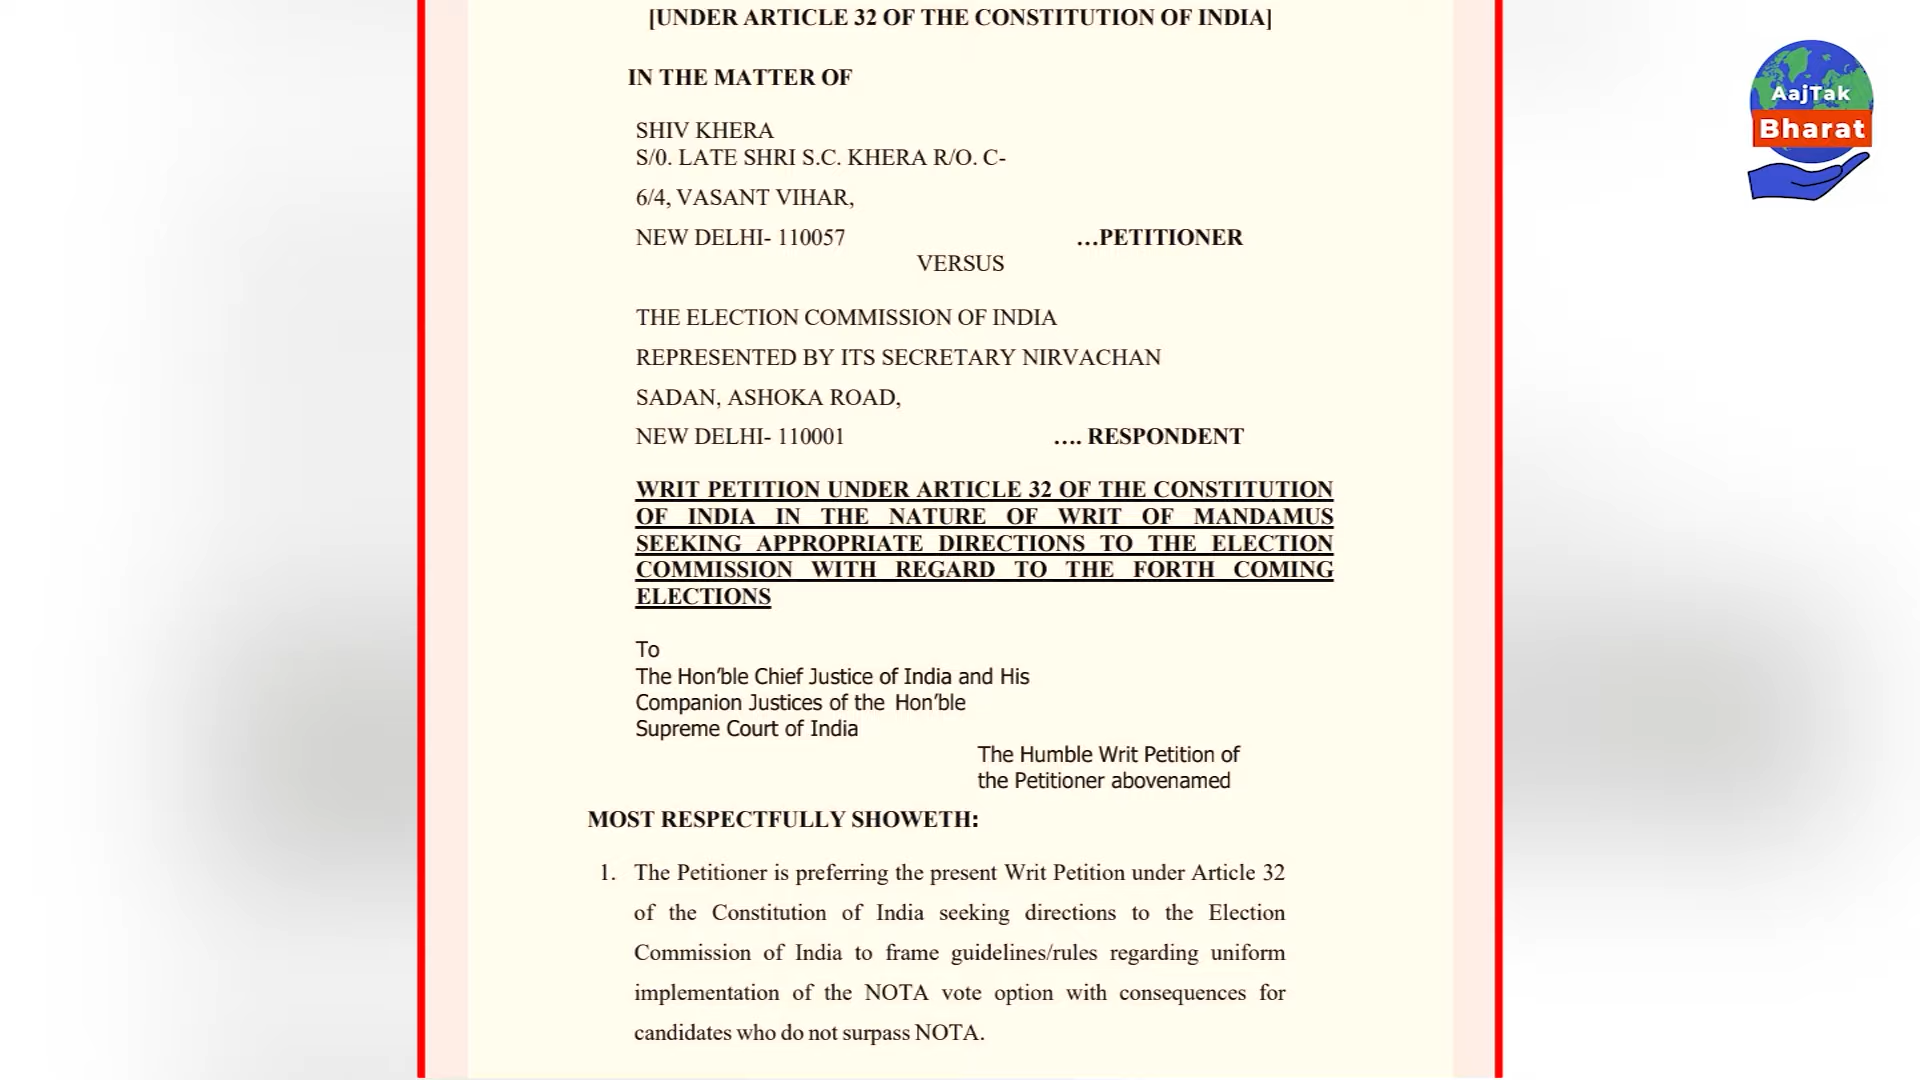 [UNDER ARTICLE 32 OF THE CONSTITUTION OF INDIA]
IN THE MATTER OF
SHIV KHERA
S/0. LATE SHRI S.C. KHERA R/O. C-
6/4, VASANT VIHAR,
NEW DELHI- 110057 …PETITIONER
VERSUS
THE ELECTION COMMISSION OF INDIA
REPRESENTED BY ITS SECRETARY NIRVACHAN
SADAN, ASHOKA ROAD,
NEW DELHI- 110001 …. RESPONDENT
WRIT PETITION UNDER ARTICLE 32 OF THE CONSTITUTION
OF INDIA IN THE NATURE OF WRIT OF MANDAMUS
SEEKING APPROPRIATE DIRECTIONS TO THE ELECTION
COMMISSION WITH REGARD TO THE FORTH COMING
ELECTIONS
To
The Hon’ble Chief Justice of India and His
Companion Justices of the Hon’ble
Supreme Court of India
The Humble Writ Petition of
the Petitioner abovenamed
MOST RESPECTFULLY SHOWETH:
1. The Petitioner is preferring the present Writ Petition under Article 32
of the Constitution of India seeking directions to the Election
Commission of India to frame guidelines/rules regarding uniform
implementation of the NOTA vote option with consequences for
candidates who do not surpass NOTA.
AajTak
Bharat